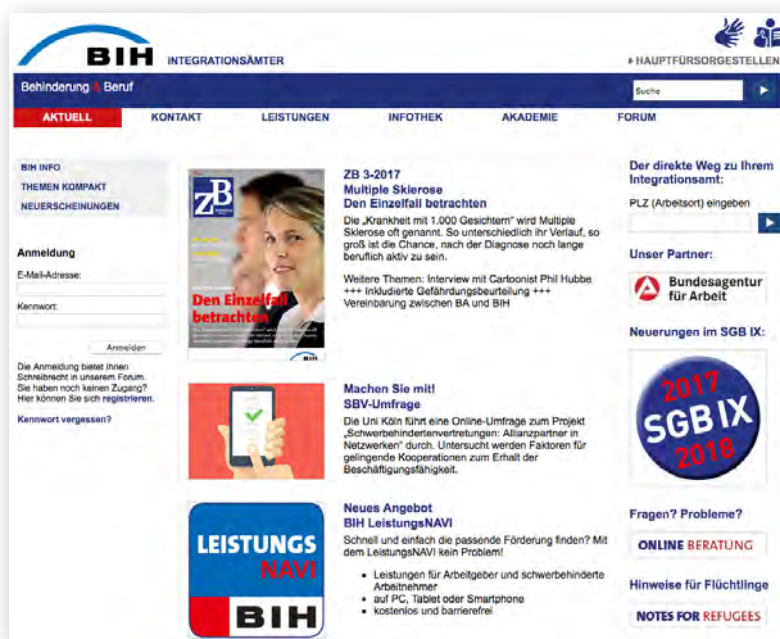 BIH INTEGRATIONSÄMTER
HAUPTFÜRSORGESTELLEN
Behinderung & Beruf
Suche
AKTUELL KONTAKT LEISTUNGEN INFOTHEK AKADEMIE FORUM
BIH INFO
THEMEN KOMPAKT
NEUERSCHEINUNGEN
Anmeldung
E-Mail-Adresse:
Kennwort:
Anmelden
Die Anmeldung bietet Ihnen
Schreibrecht in unserem Forum.
Sie haben noch keinen Zugang?
Hier können Sie sich registrieren.
Kennwort vergessen?
ZB
Den Einzelfall
betrachten
BIH
ZB 3-2017
Multiple Sklerose
Den Einzelfall betrachten
Die „Krankheit mit 1.000 Gesichtern" wird Multiple
Sklerose oft genannt. So unterschiedlich ihr Verlauf, so
groß ist die Chance, nach der Diagnose noch lange
beruflich aktiv zu sein.
Weitere Themen: Interview mit Cartoonist Phil Hubbe
+++ Inkludierte Gefährdungsbeurteilung +++
Vereinbarung zwischen BA und BIH
Machen Sie mit!
SBV-Umfrage
Die Uni Köln führt eine Online-Umfrage zum Projekt
„Schwerbehindertenvertretungen: Allianzpartner in
Netzwerken" durch. Untersucht werden Faktoren für
gelingende Kooperationen zum Erhalt der
Beschäftigungsfähigkeit.
LEISTUNGS
NAVI
BIH
Neues Angebot
BIH LeistungsNAVI
Schnell und einfach die passende Förderung finden? Mit
dem LeistungsNAVI kein Problem!
• Leistungen für Arbeitgeber und schwerbehinderte
Arbeitnehmer
• auf PC, Tablet oder Smartphone
• kostenlos und barrierefrei
Der direkte Weg zu Ihrem
Integrationsamt:
PLZ (Arbeitsort) eingeben
Unser Partner:
Bundesagentur
für Arbeit
Neuerungen im SGB IX:
2017
SGB IX
2018
Fragen? Probleme?
ONLINE BERATUNG
Hinweise für Flüchtlinge
NOTES FOR REFUGEES